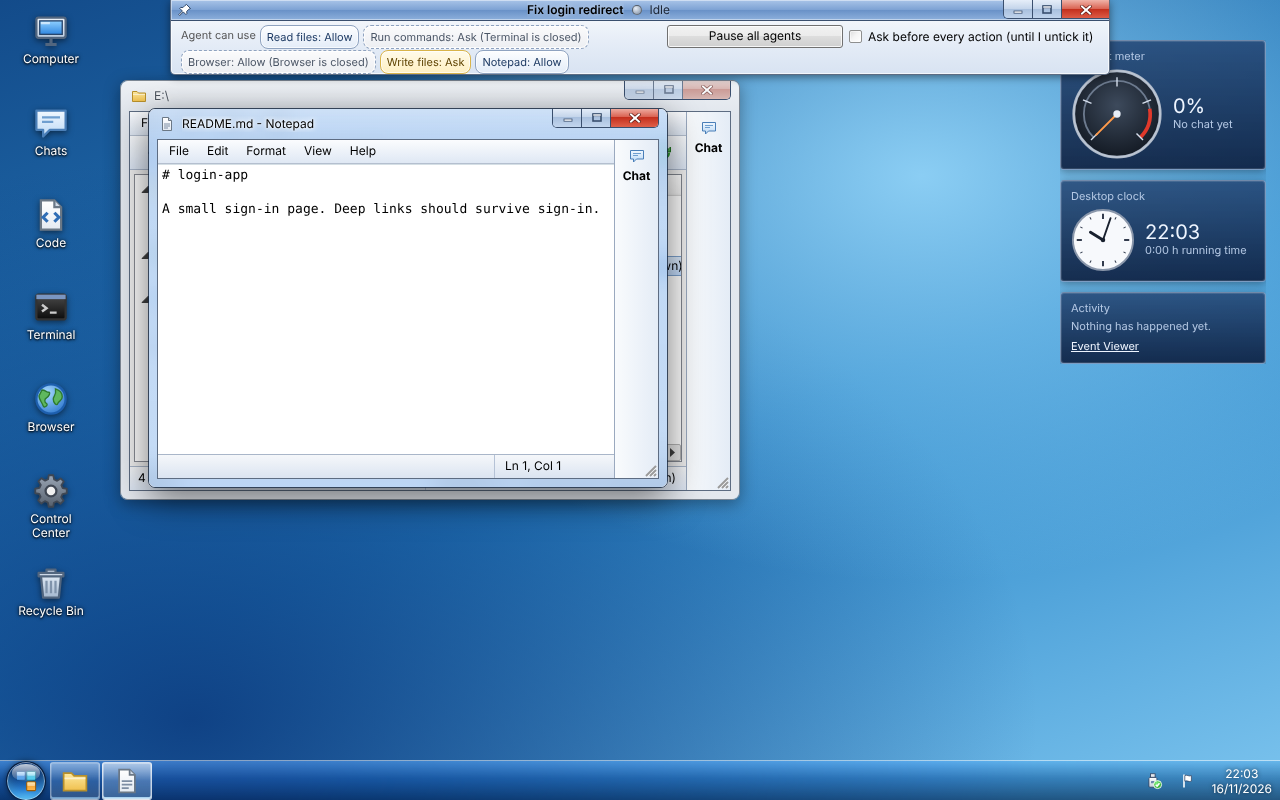 Fix login redirect Idle
Agent can use Read files: Allow Run commands: Ask (Terminal is closed)
Browser: Allow (Browser is closed) Write files: Ask Notepad: Allow
Pause all agents Ask before every action (until I untick it)
Computer
Chats
Code
Terminal
Browser
Control
Center
Recycle Bin
E:\
Chat
4
README.md - Notepad
File Edit Format View Help
Chat
# login-app
A small sign-in page. Deep links should survive sign-in.
Ln 1, Col 1
meter
0%
No chat yet
Desktop clock
22:03
0:00 h running time
Activity
Nothing has happened yet.
Event Viewer
22:03
16/11/2026